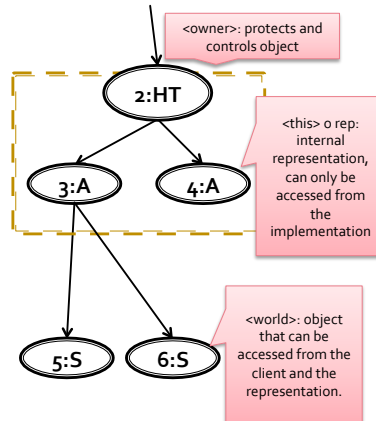 <owner>: protects and
controls object
2:HT
<this> o rep:
internal
representation,
can only be
accessed from
the
implementation
3:A
4:A
<world>: object
that can be
accessed from the
client and the
representation.
5:S
6:S